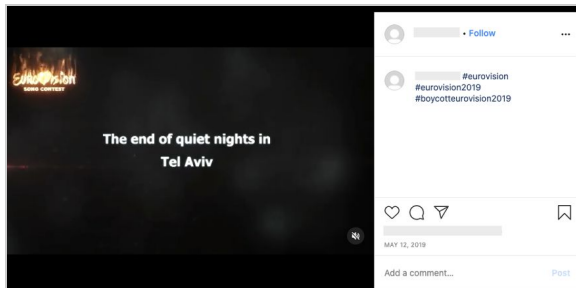 EUROVISION
SONG CONTEST
The end of quiet nights in
Tel Aviv
• Follow
#eurovision
#eurovision2019
#boycotteurovision2019
MAY 12, 2019
Add a comment...
Post